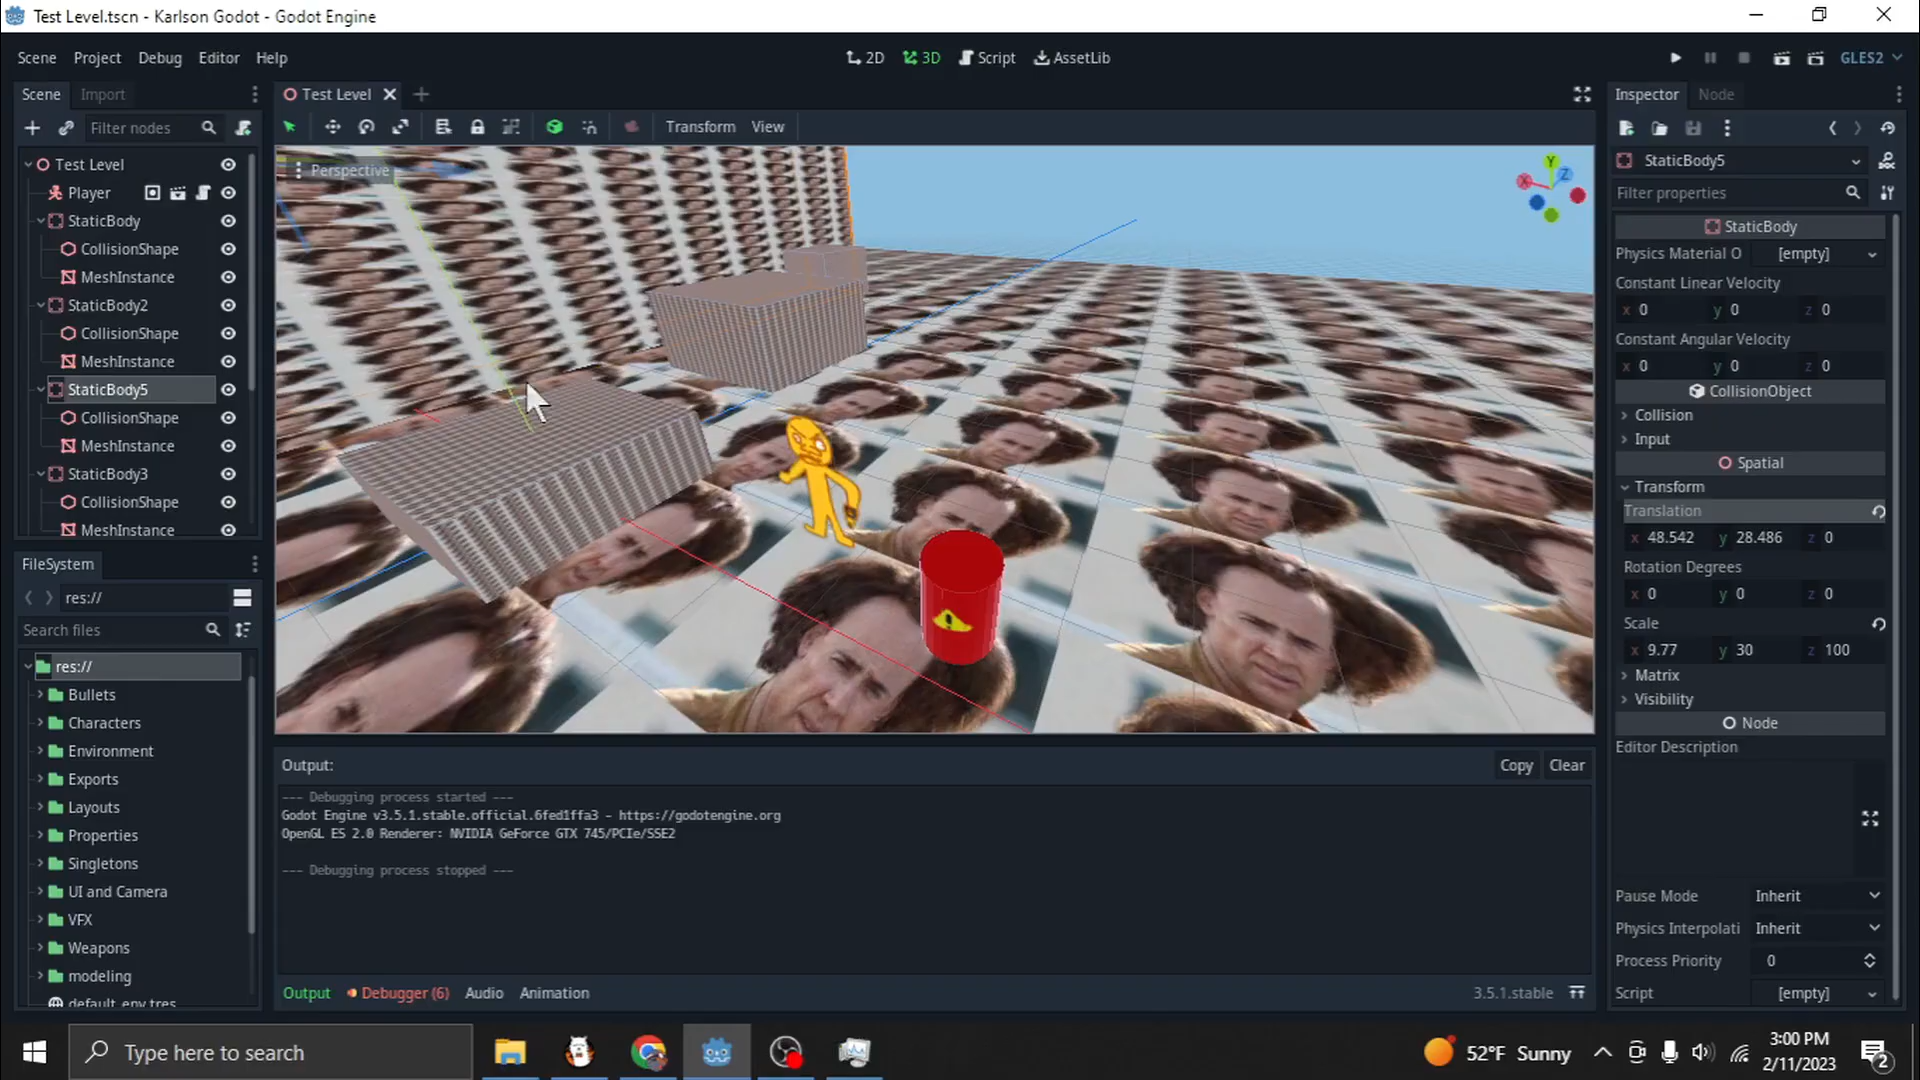 Test Level.tscn - Karlson Godot - Godot Engine
Scene Project Debug Editor Help
2D 3D Script AssetLib
GLES2
Scene Import
Test Level
Inspector Node
Filter nodes
Transform View
Test Level
Player
StaticBody
CollisionShape
MeshInstance
StaticBody2
CollisionShape
MeshInstance
StaticBody5
CollisionShape
MeshInstance
StaticBody3
CollisionShape
MeshInstance
Perspective
Y
X
Z
FileSystem
res://
Search files
res://
Bullets
Characters
Environment
Exports
Layouts
Properties
Singletons
UI and Camera
VFX
Weapons
modeling
default_env.tres
Output:
Copy Clear
--- Debugging process started ---
Godot Engine v3.5.1.stable.official.6fed1ffa3 - https://godotengine.org
OpenGL ES 2.0 Renderer: NVIDIA GeForce GTX 745/PCIe/SSE2
--- Debugging process stopped ---
Output Debugger (6) Audio Animation
3.5.1.stable
StaticBody5
Filter properties
StaticBody
Physics Material O [empty]
Constant Linear Velocity
x 0 y 0 z 0
Constant Angular Velocity
x 0 y 0 z 0
CollisionObject
Collision
Input
Spatial
Transform
Translation
x 48.542 y 28.486 z 0
Rotation Degrees
x 0 y 0 z 0
Scale
x 9.77 y 30 z 100
Matrix
Visibility
Node
Editor Description
Pause Mode Inherit
Physics Interpolati Inherit
Process Priority 0
Script [empty]
Type here to search
52°F Sunny
3:00 PM
2/11/2023
2